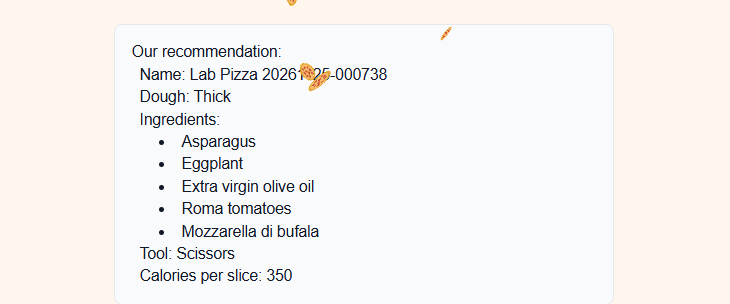 Our recommendation:
Name: Lab Pizza
Dough: Thick
Ingredients:
• Asparagus
• Eggplant
• Extra virgin olive oil
• Roma tomatoes
• Mozzarella di bufala
Tool: Scissors
Calories per slice: 350